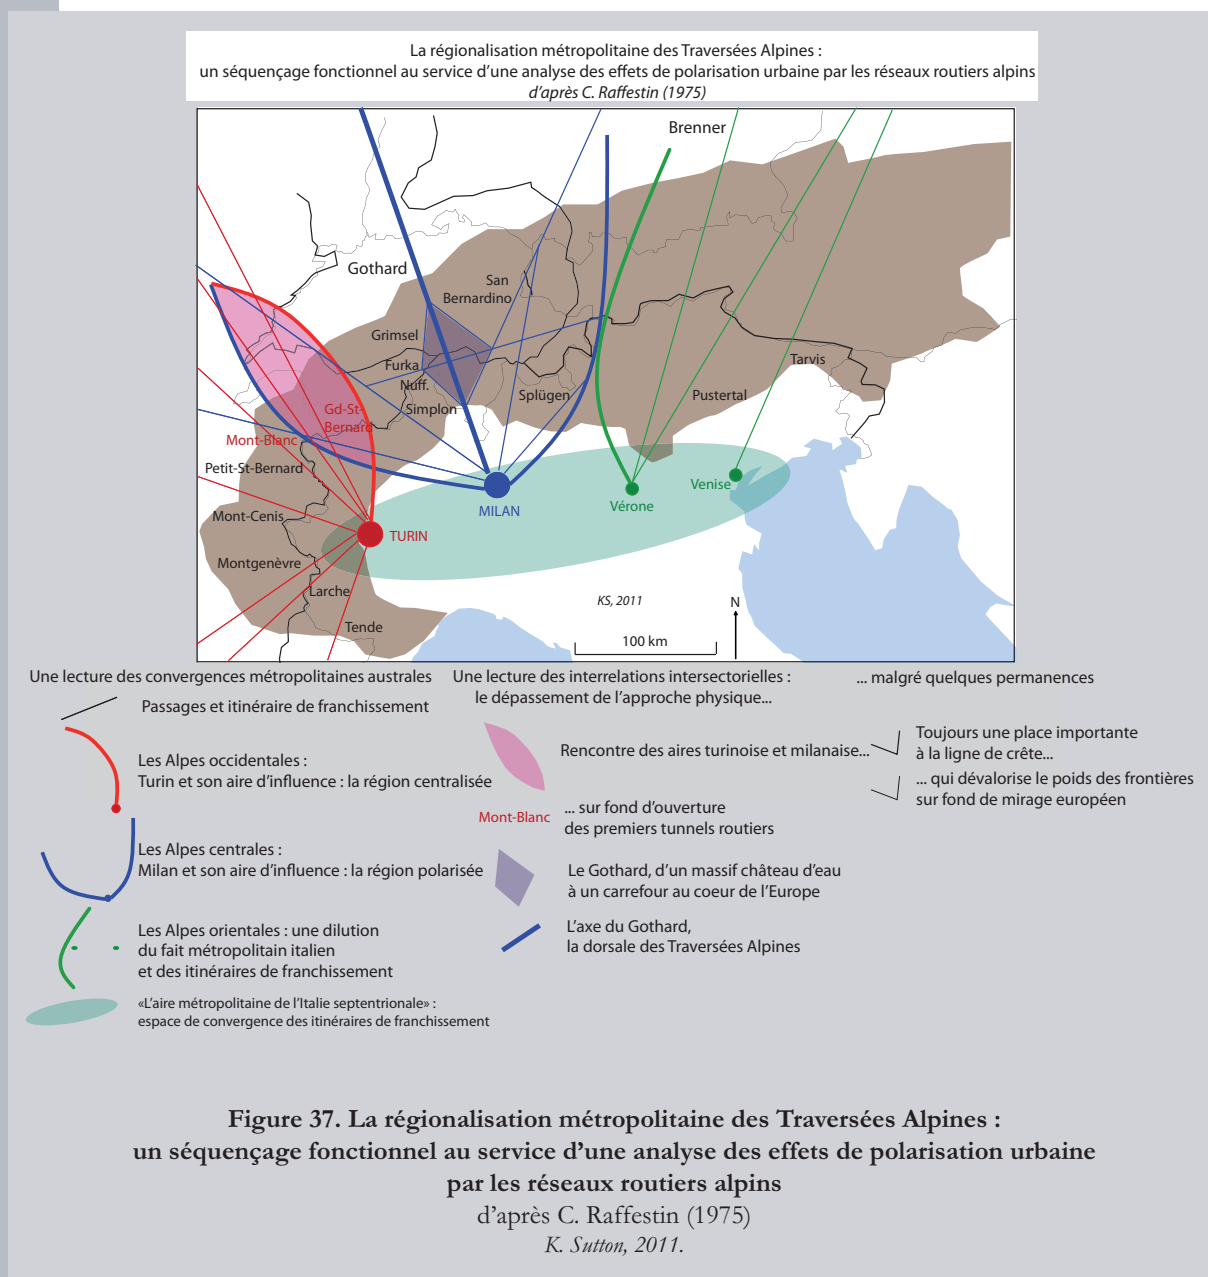 La régionalisation métropolitaine des Traversées Alpines :
un séquençage fonctionnel au service d’une analyse des effets de polarisation urbaine par les réseaux routiers alpins
d’après C. Raffestin (1975)
Brenner
Gothard
San
Bernardino
Grimsel
Furka
Nuff.
Simplon
Splügen
Tarvis
Pustertal
Gd-St-
Bernard
Mont-Blanc
Petit-St-Bernard
Mont-Cenis
Montgenèvre
Larche
Tende
TURIN
MILAN
Vérone
Venise
KS, 2011
100 km
N
Une lecture des convergences métropolitaines australes
Passages et itinéraire de franchissement
Les Alpes occidentales :
Turin et son aire d’influence : la région centralisée
Les Alpes centrales :
Milan et son aire d’influence : la région polarisée
Les Alpes orientales : une dilution
du fait métropolitain italien
et des itinéraires de franchissement
«L’aire métropolitaine de l’Italie septentrionale» :
espace de convergence des itinéraires de franchissement
Une lecture des interrelations intersectorielles :
le dépassement de l’approche physique...
Rencontre des aires turinoise et milanaise...
Mont-Blanc
... sur fond d’ouverture
des premiers tunnels routiers
Le Gothard, d’un massif château d’eau
à un carrefour au coeur de l’Europe
L’axe du Gothard,
la dorsale des Traversées Alpines
... malgré quelques permanences
Toujours une place importante
à la ligne de crête...
... qui dévalorise le poids des frontières
sur fond de mirage européen
Figure 37. La régionalisation métropolitaine des Traversées Alpines :
un séquençage fonctionnel au service d’une analyse des effets de polarisation urbaine
par les réseaux routiers alpins
d’après C. Raffestin (1975)
K. Sutton, 2011.